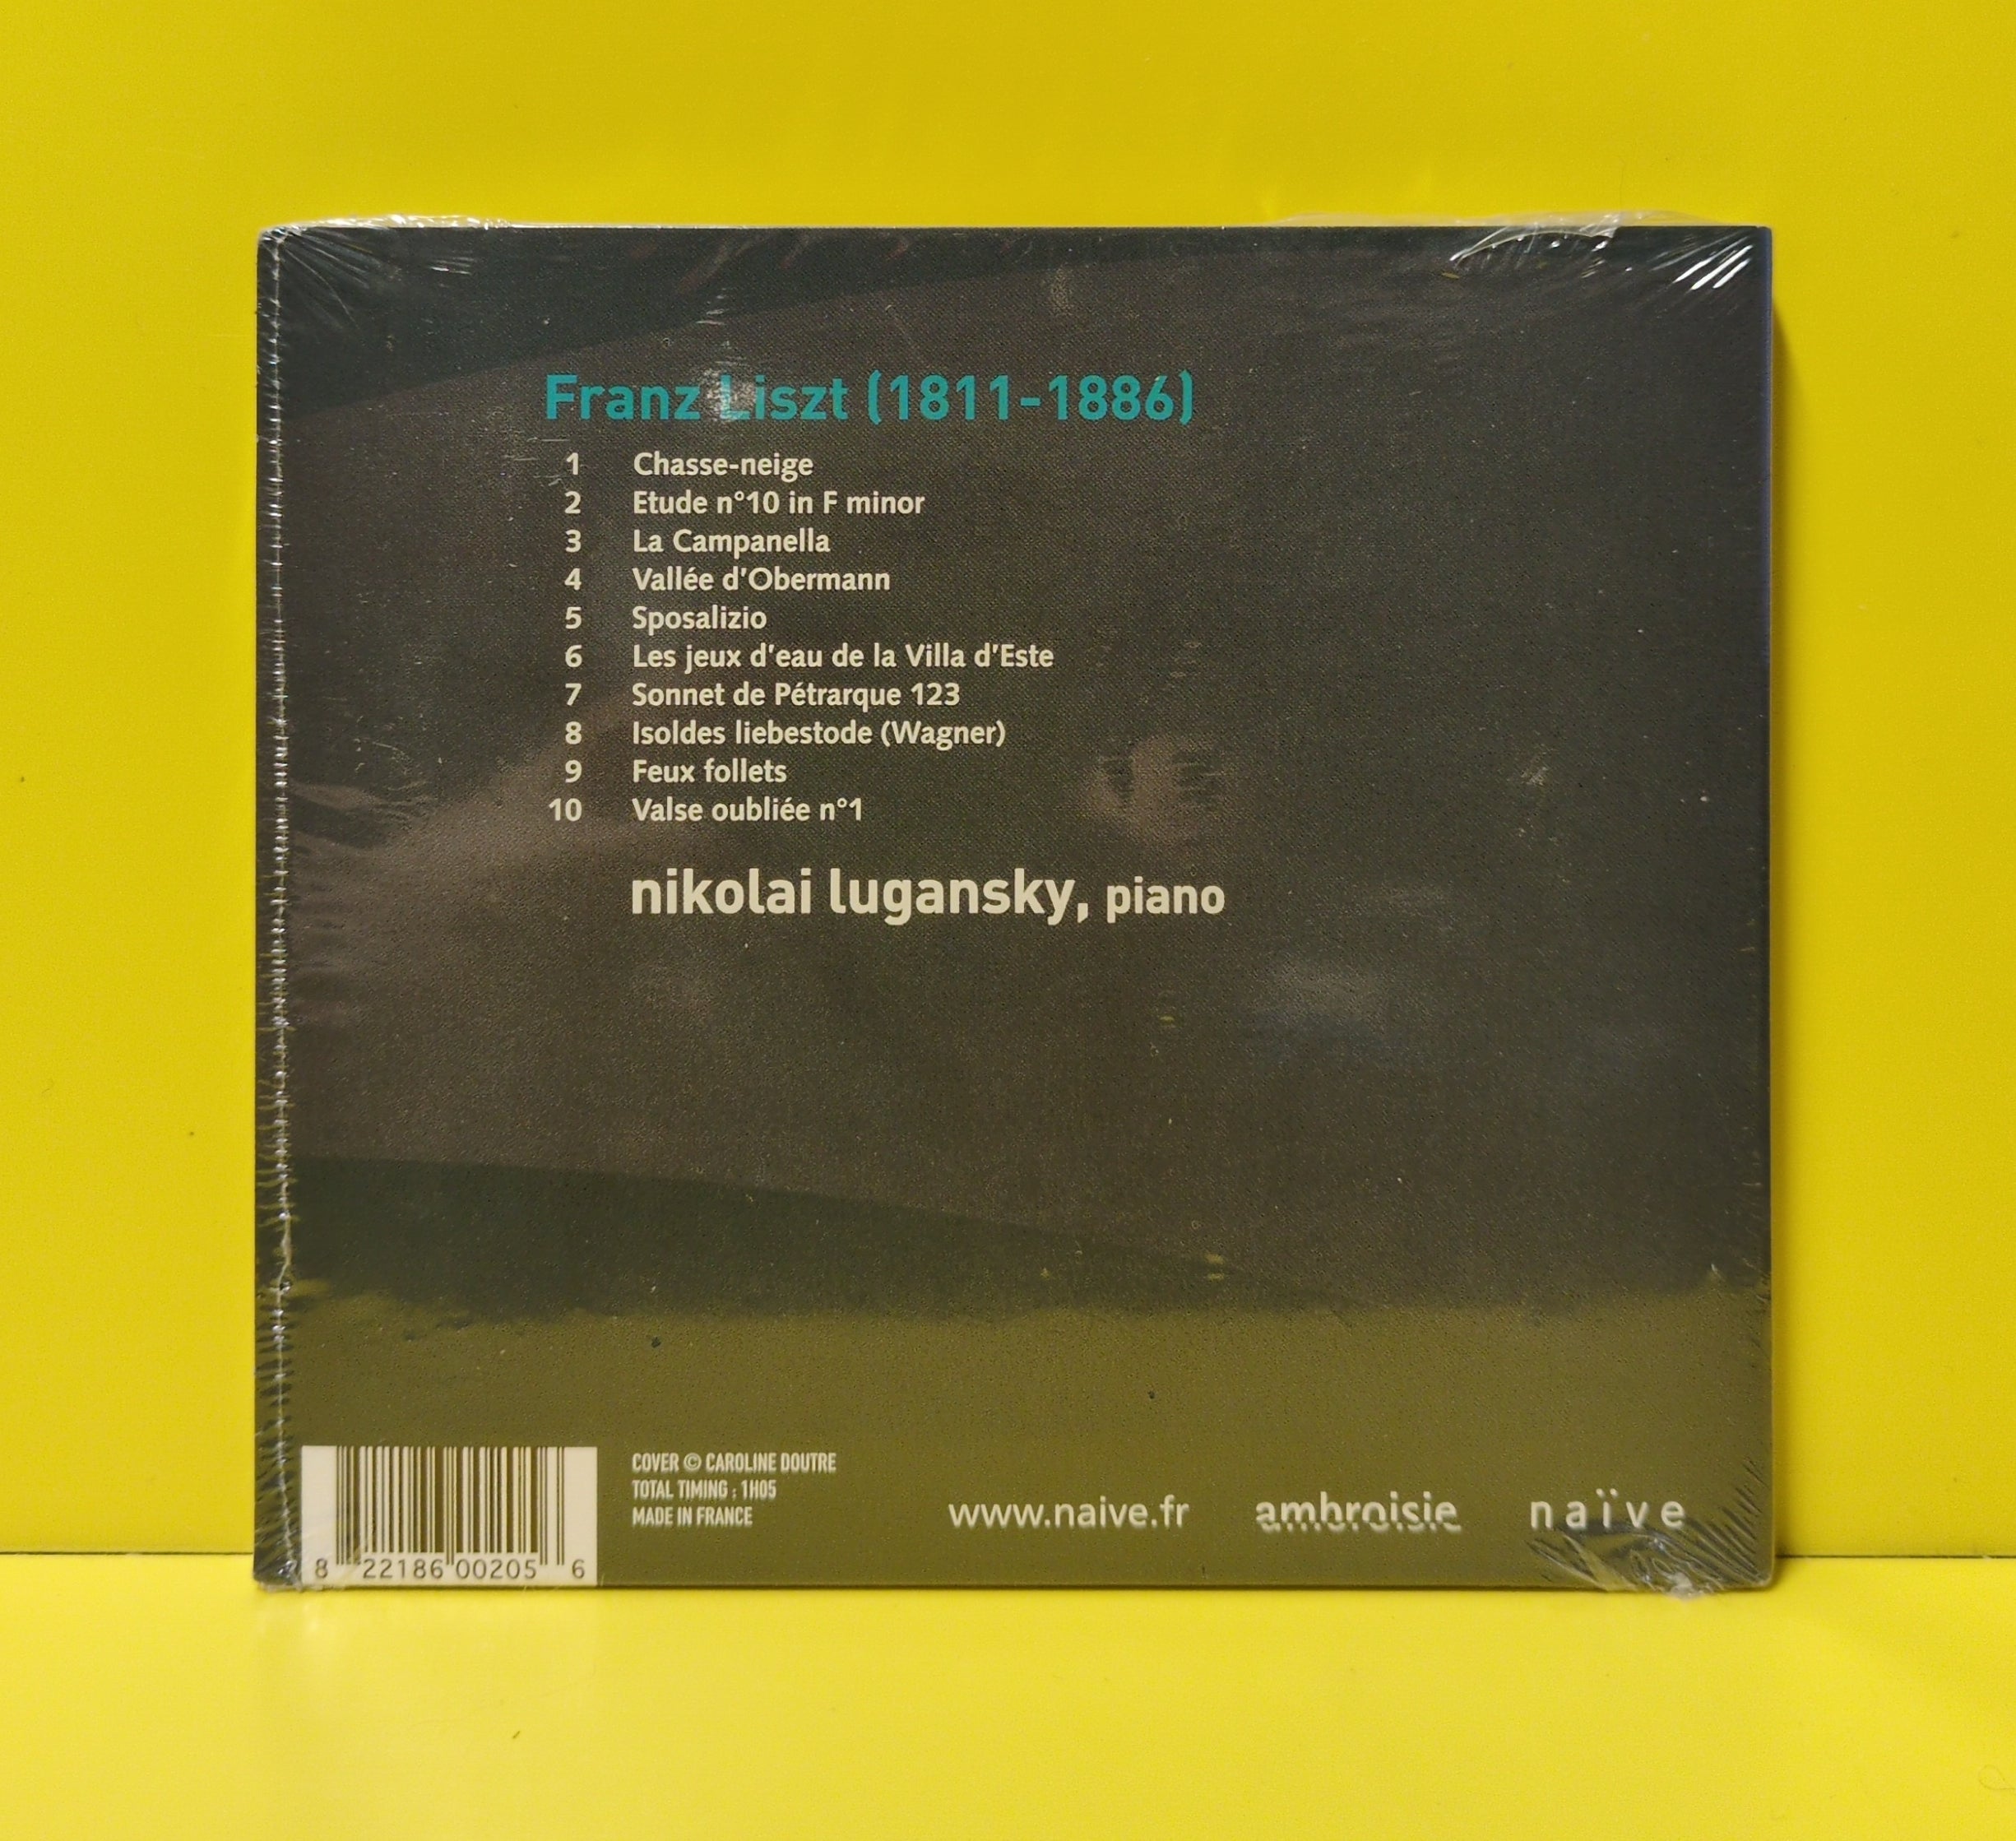 Franz Liszt (1811-1886)
1 Chasse-neige
2 Etude n°10 in F minor
3 La Campanella
4 Vallée d'Obermann
5 Sposalizio
6 Les jeux d'eau de la Villa d'Este
7 Sonnet de Pétrarque 123
8 Isoldes liebestode (Wagner)
9 Feux follets
10 Valse oubliée n°1
nikolai lugansky, piano
COVER © CAROLINE DOUTRE
TOTAL TIMING : 1H05
MADE IN FRANCE
www.naive.fr ambroisie naïve
8 22186 00205 6